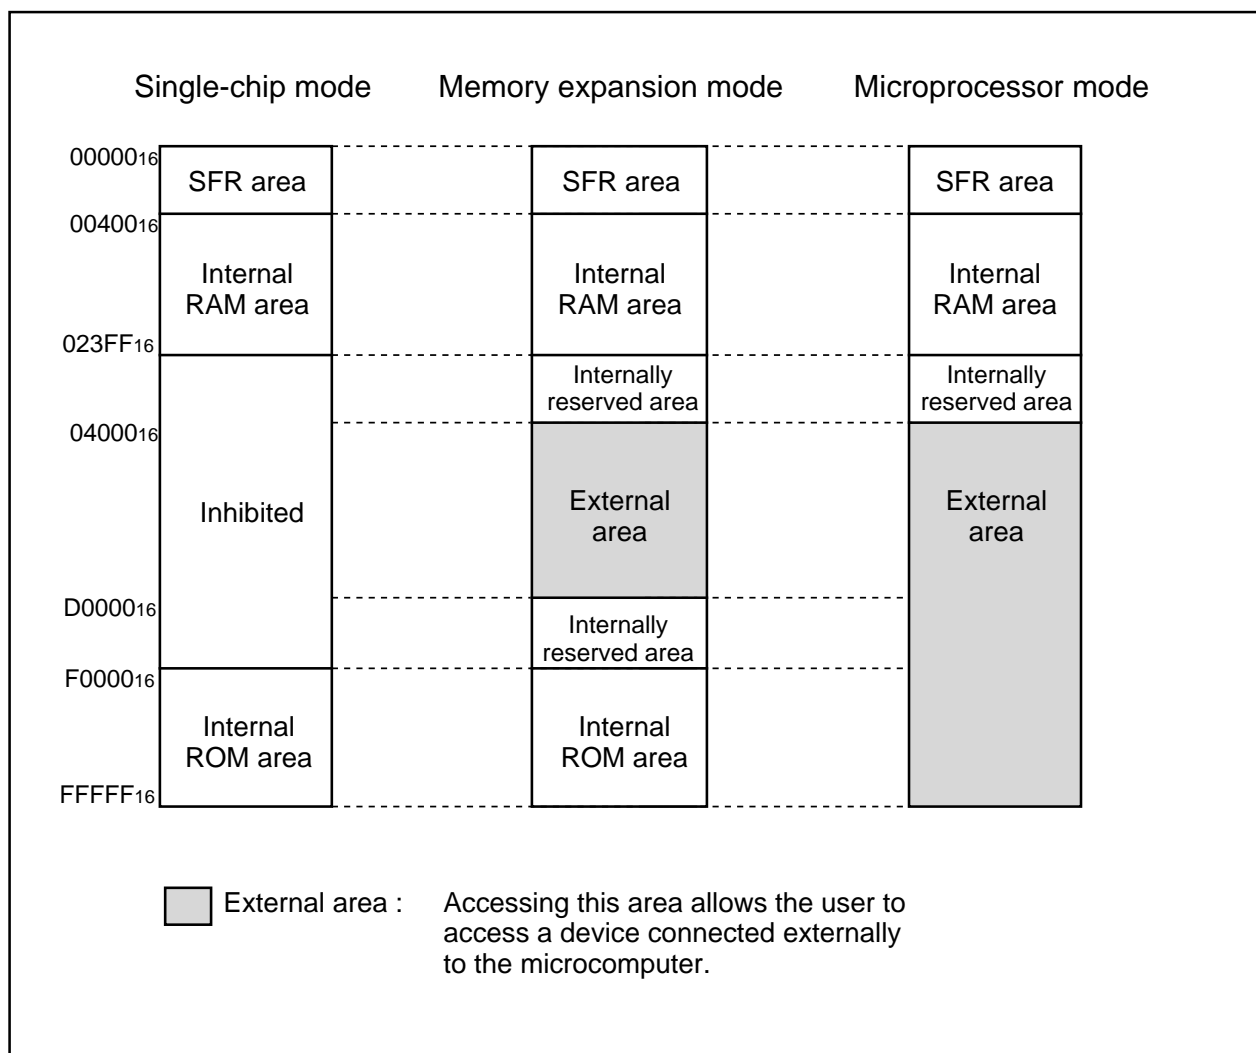 Single-chip mode Memory expansion mode Microprocessor mode
0000016
SFR area SFR area SFR area
0040016
Internal Internal Internal
RAM area RAM area RAM area
023FF16
Internally Internally
reserved area reserved area
0400016
Inhibited
External External
area area
D000016
Internally
reserved area
F000016
Internal Internal
ROM area ROM area
FFFFF16
External area : Accessing this area allows the user to
access a device connected externally
to the microcomputer.